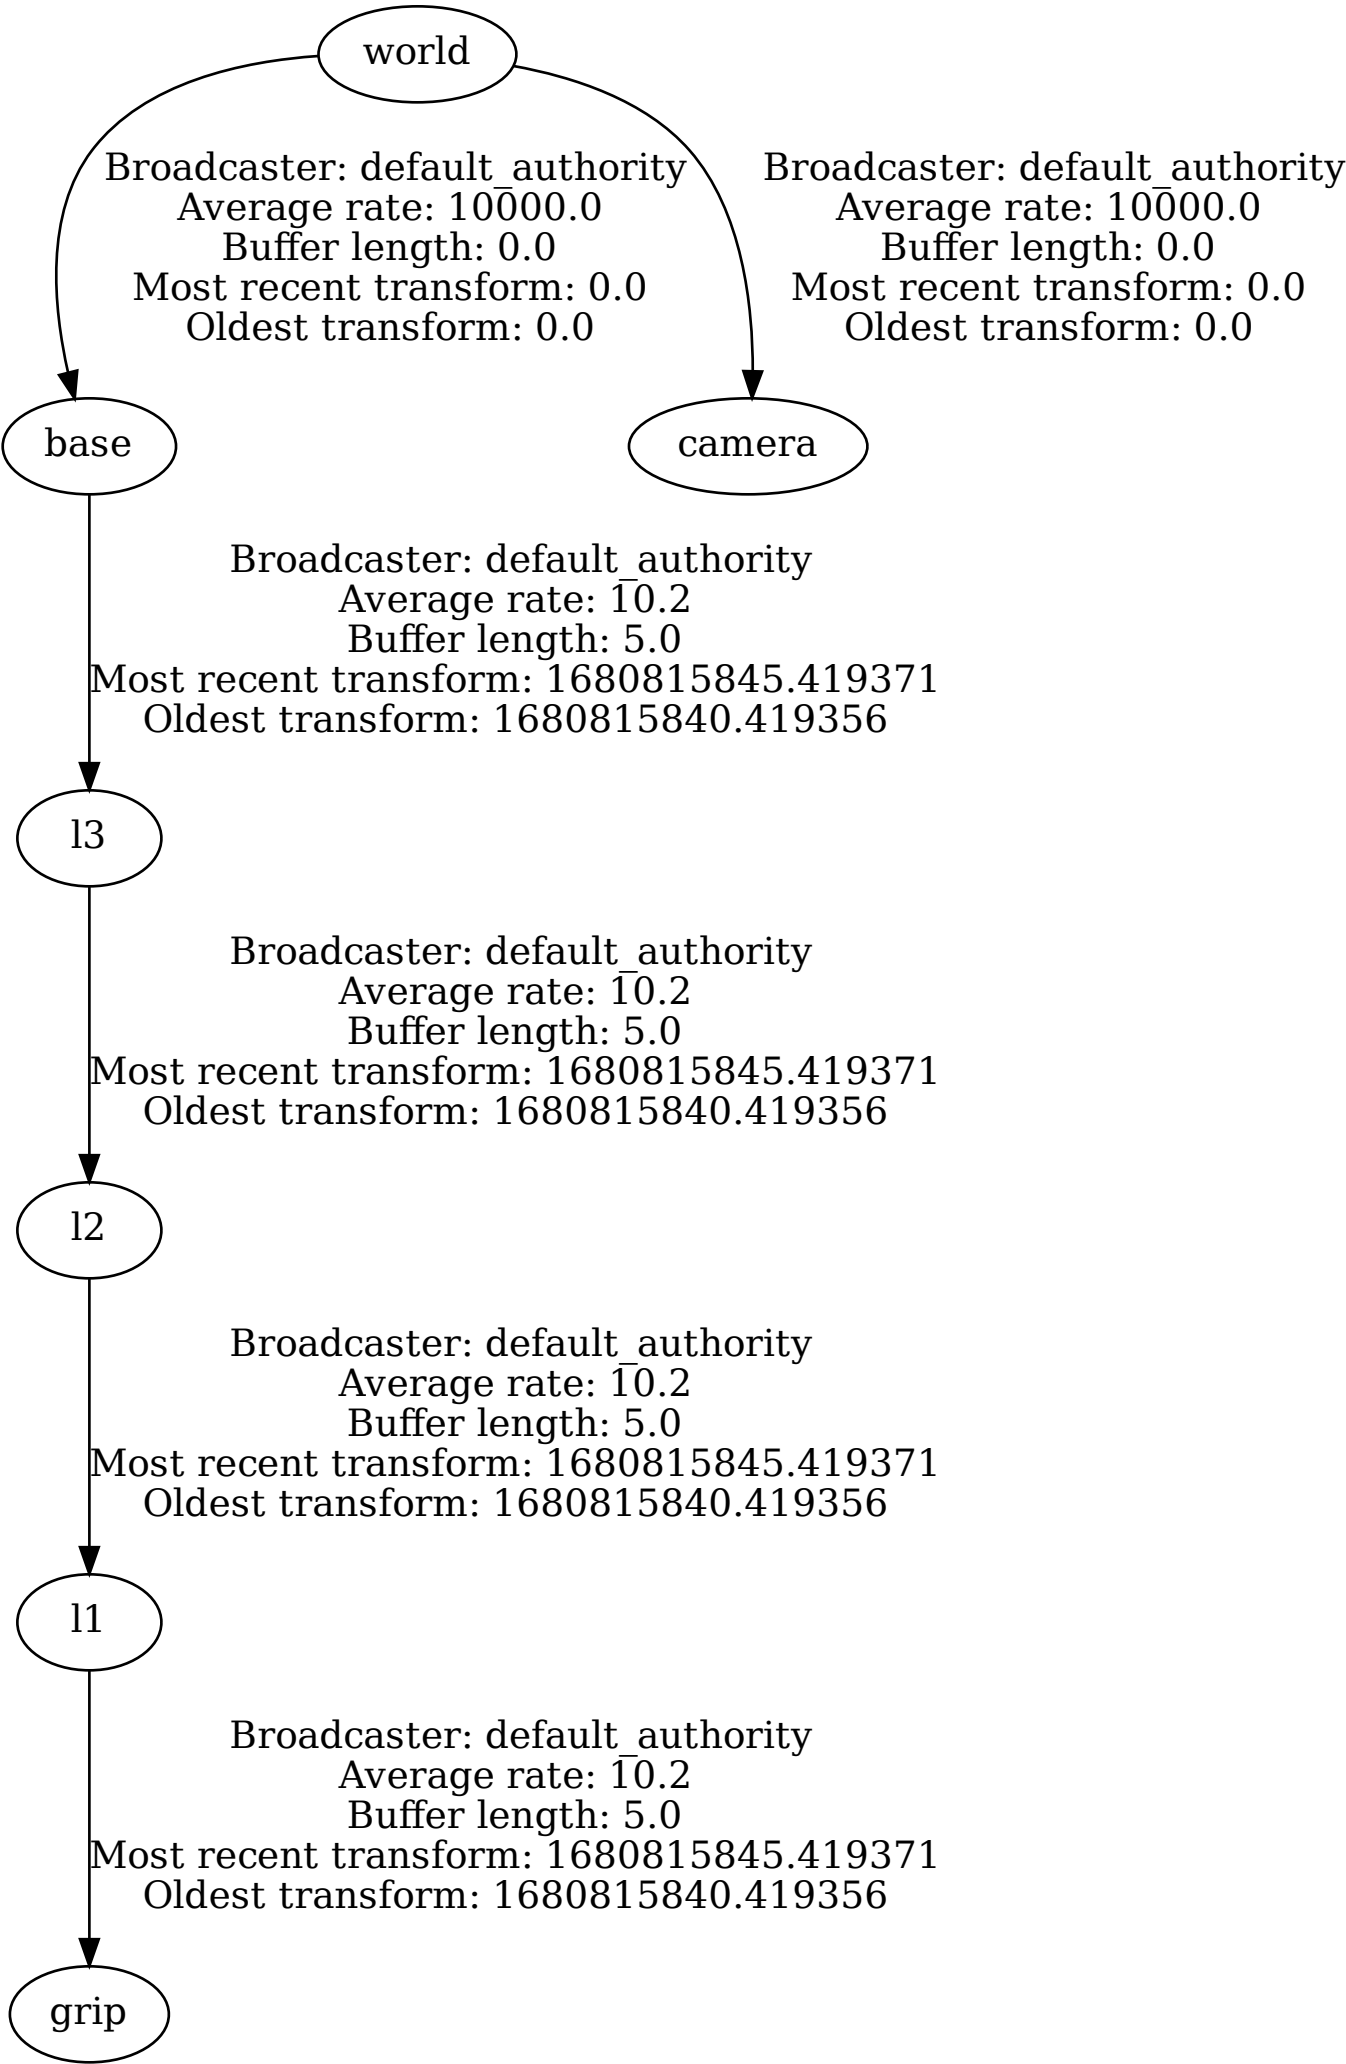 world
Broadcaster: default_authority
Average rate: 10000.0
Buffer length: 0.0
Most recent transform: 0.0
Oldest transform: 0.0
Broadcaster: default_authority
Average rate: 10000.0
Buffer length: 0.0
Most recent transform: 0.0
Oldest transform: 0.0
base
camera
Broadcaster: default_authority
Average rate: 10.2
Buffer length: 5.0
Most recent transform: 1680815845.419371
Oldest transform: 1680815840.419356
l3
Broadcaster: default_authority
Average rate: 10.2
Buffer length: 5.0
Most recent transform: 1680815845.419371
Oldest transform: 1680815840.419356
l2
Broadcaster: default_authority
Average rate: 10.2
Buffer length: 5.0
Most recent transform: 1680815845.419371
Oldest transform: 1680815840.419356
l1
Broadcaster: default_authority
Average rate: 10.2
Buffer length: 5.0
Most recent transform: 1680815845.419371
Oldest transform: 1680815840.419356
grip